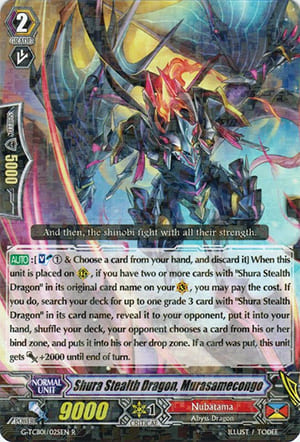 GRADE
2
SHIELD
5000
And then, the shinobi fight with all their strength.
AUTO :[ V/R : 1 & Choose a card from your hand, and discard it] When this
unit is placed on , if you have two or more cards with "Shura Stealth
Dragon" in its original card name on your , you may pay the cost. If
you do, search your deck for up to one grade 3 card with "Shura Stealth
Dragon" in its card name, reveal it to your opponent, put it into your
hand, shuffle your deck, your opponent chooses a card from his or her
bind zone, and puts it into his or her drop zone. If a card was put, this unit
gets +2000 until end of turn.
NORMAL
UNIT
Shura Stealth Dragon, Murasamecongo
POWER
9000
1
CRITICAL
Nubatama
Abyss Dragon
G-TCB01/025EN R
ILLUST / TODEE